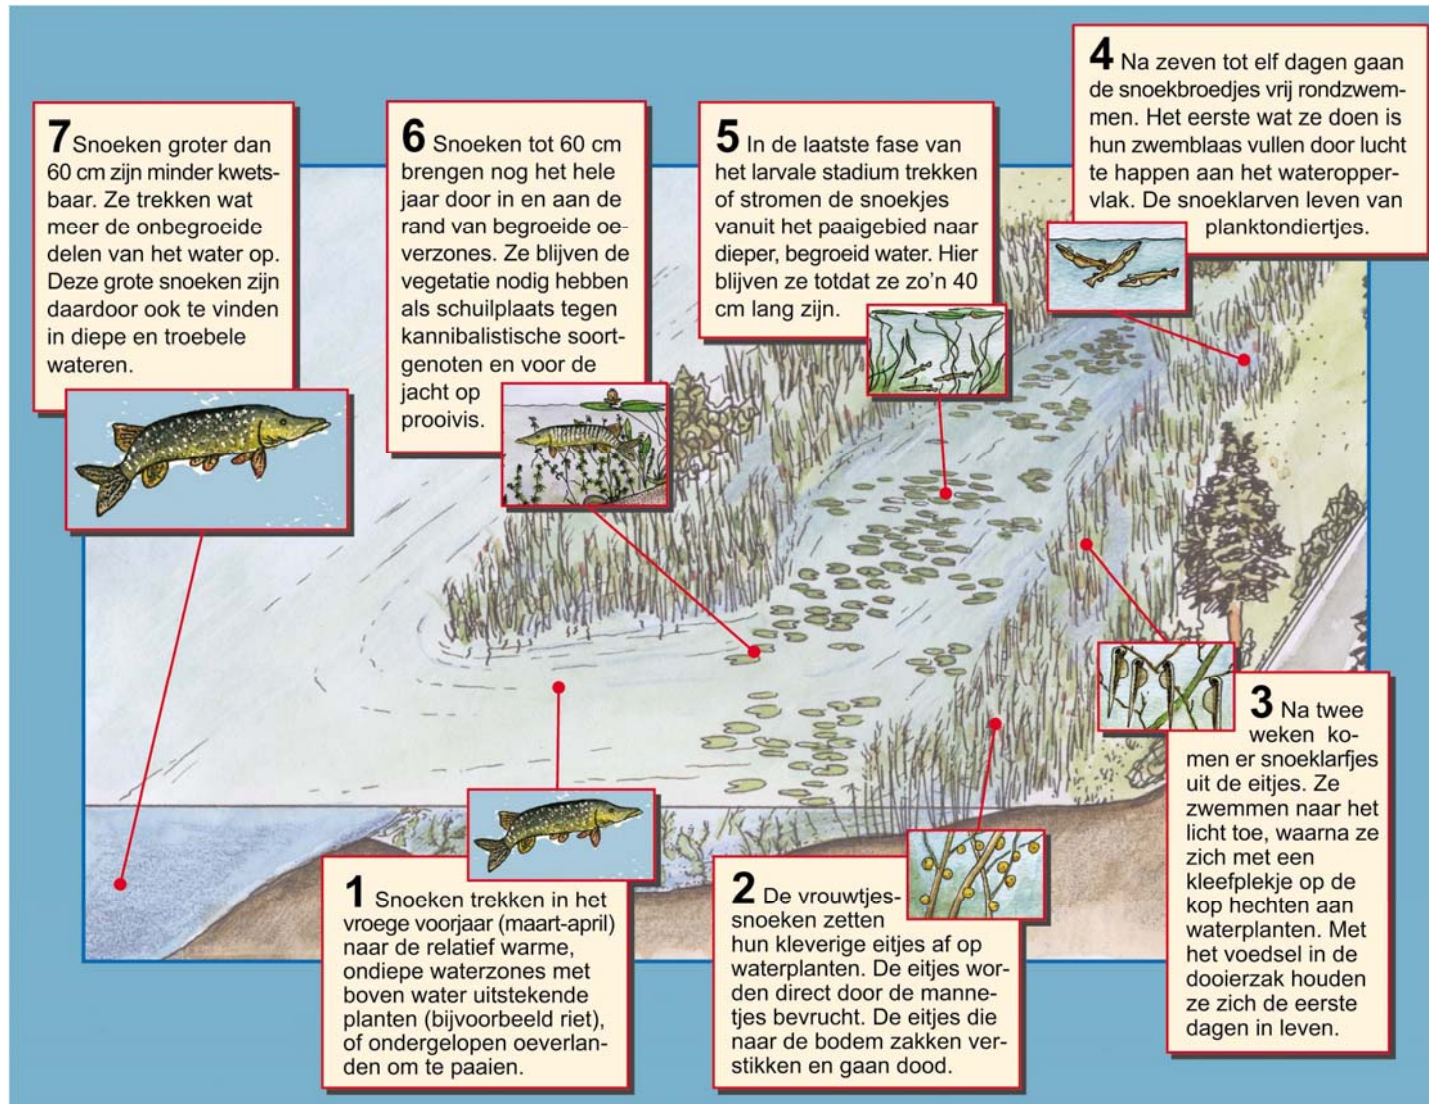 1 Snoeken trekken in het
vroege voorjaar (maart-april)
naar de relatief warme,
ondiepe waterzones met
boven water uitstekende
planten (bijvoorbeeld riet),
of ondergelopen oeverlan-
den om te paaien.
2 De vrouwtjes-
snoeken zetten
hun kleverige eitjes af op
waterplanten. De eitjes wor-
den direct door de manne-
tjes bevrucht. De eitjes die
naar de bodem zakken ver-
stikken en gaan dood.
3 Na twee
weken ko-
men er snoeklarfjes
uit de eitjes. Ze
zwemmen naar het
licht toe, waarna ze
zich met een
kleefplekje op de
kop hechten aan
waterplanten. Met
het voedsel in de
dooierzak houden
ze zich de eerste
dagen in leven.
4 Na zeven tot elf dagen gaan
de snoekbroedjes vrij rondzwem-
men. Het eerste wat ze doen is
hun zwemblaas vullen door lucht
te happen aan het wateropper-
vlak. De snoeklarven leven van
planktondiertjes.
5 In de laatste fase van
het larvale stadium trekken
of stromen de snoekjes
vanuit het paaigebied naar
dieper, begroeid water. Hier
blijven ze totdat ze zo'n 40
cm lang zijn.
6 Snoeken tot 60 cm
brengen nog het hele
jaar door in en aan de
rand van begroeide oe-
verzones. Ze blijven de
vegetatie nodig hebben
als schuilplaats tegen
kannibalistische soort-
genoten en voor de
jacht op
prooivis.
7 Snoeken groter dan
60 cm zijn minder kwets-
baar. Ze trekken wat
meer de onbegroeide
delen van het water op.
Deze grote snoeken zijn
daardoor ook te vinden
in diepe en troebele
wateren.